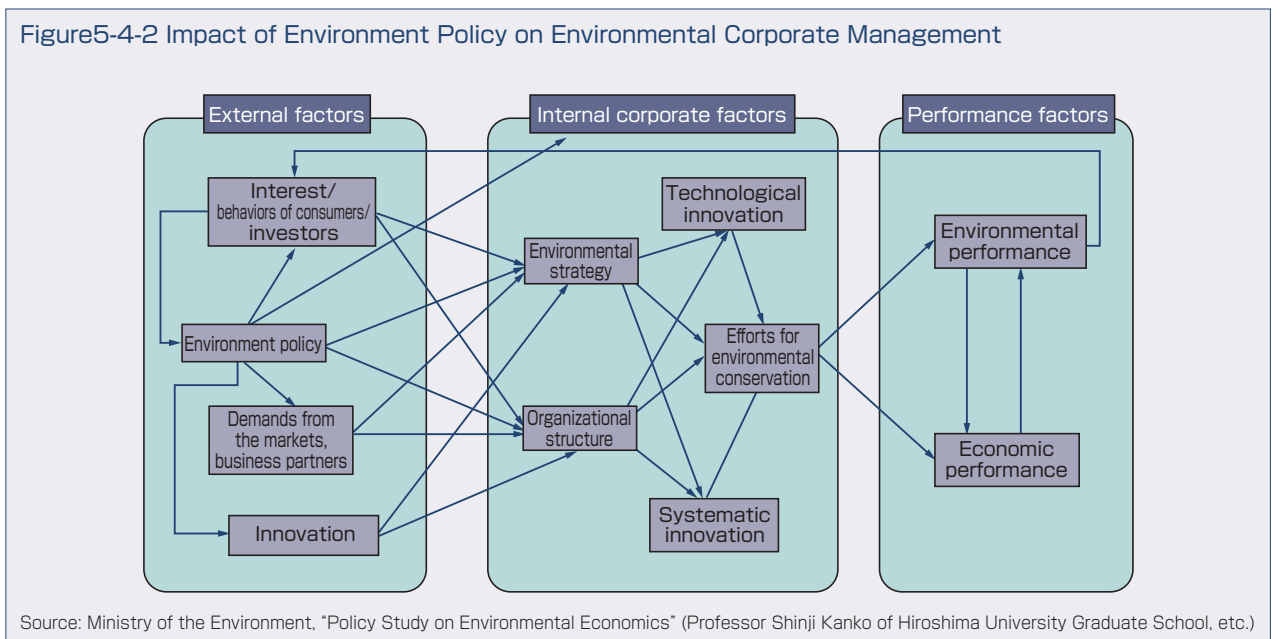 Figure5-4-2 Impact of Environment Policy on Environmental Corporate Management
External factors
Internal corporate factors
Performance factors
Interest/
behaviors of consumers/
investors
Environment policy
Demands from
the markets,
business partners
Innovation
Environmental
strategy
Organizational
structure
Technological
innovation
Efforts for
environmental
conservation
Systematic
innovation
Environmental
performance
Economic
performance
Source: Ministry of the Environment, “Policy Study on Environmental Economics” (Professor Shinji Kanko of Hiroshima University Graduate School, etc.)